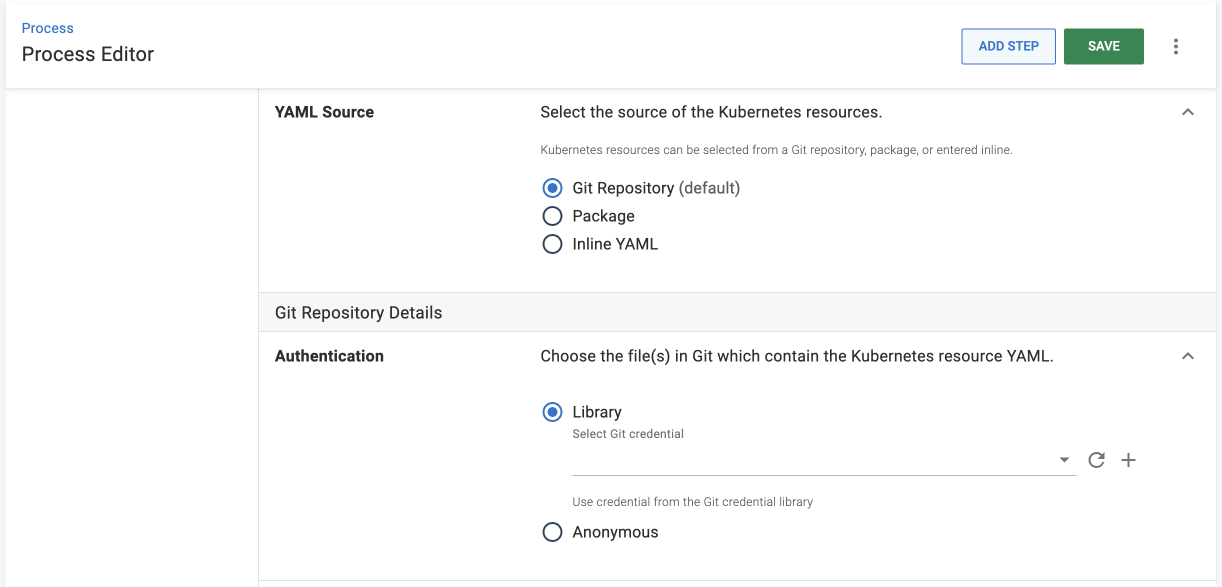 Process
Process Editor
ADD STEP
SAVE
YAML Source
Select the source of the Kubernetes resources.
Kubernetes resources can be selected from a Git repository, package, or entered inline.
Git Repository (default)
Package
Inline YAML
Git Repository Details
Authentication
Choose the file(s) in Git which contain the Kubernetes resource YAML.
Library
Select Git credential
Use credential from the Git credential library
Anonymous